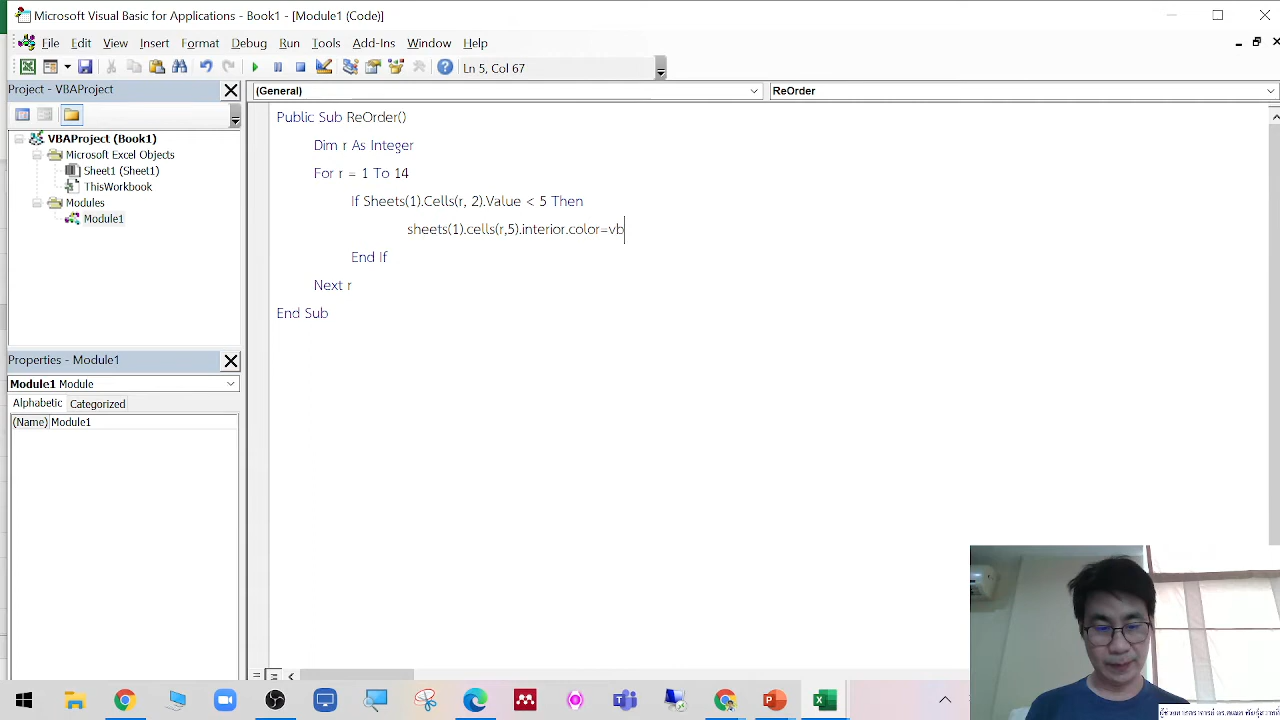 Microsoft Visual Basic for Applications - Book1 - [Module1 (Code)]
File Edit View Insert Format Debug Run Tools Add-Ins Window Help
Ln 5, Col 67
Project - VBAProject
(General) ReOrder
VBAProject (Book1)
Microsoft Excel Objects
Sheet1 (Sheet1)
ThisWorkbook
Modules
Module1
Public Sub ReOrder()
Dim r As Integer
For r = 1 To 14
If Sheets(1).Cells(r, 2).Value < 5 Then
sheets(1).cells(r,5).interior.color=vb
End If
Next r
End Sub
Properties - Module1
Module1 Module
Alphabetic Categorized
(Name) Module1